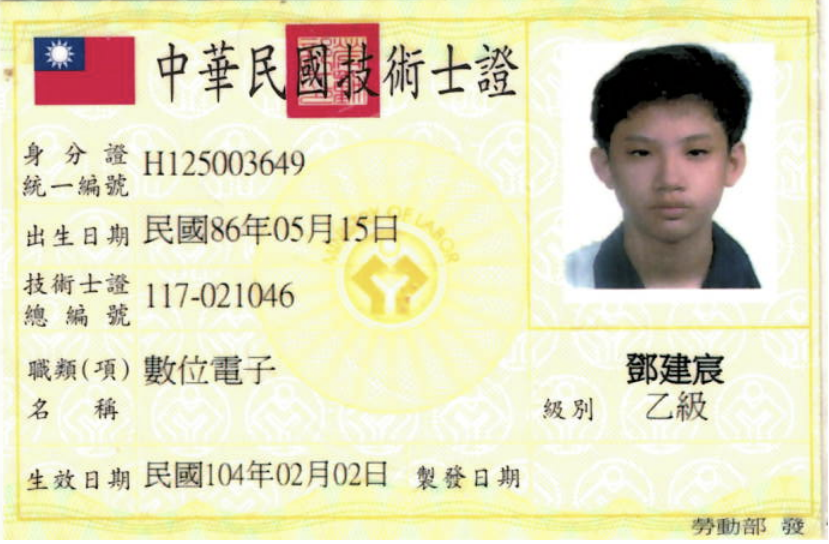 中華民國技術士證
身分證
統一編號 H125003649
出生日期 民國86年05月15日
技術士證
總編號 117-021046
職類(項)
名稱 數位電子
鄧建宸
級別 乙級
生效日期 民國104年02月02日 製發日期
勞動部 發
MINISTRY OF LABOR